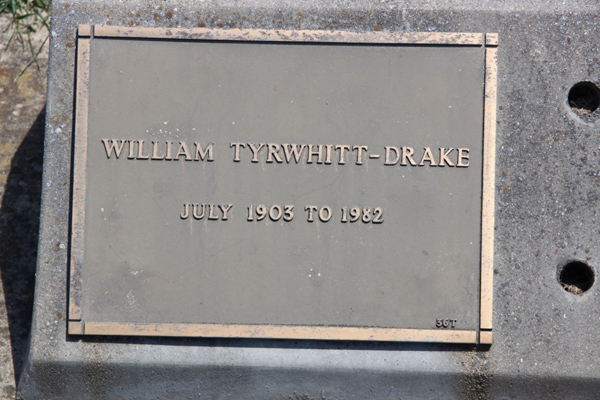 WILLIAM TYRWHITT-DRAKE
JULY 1903 TO 1982
36T